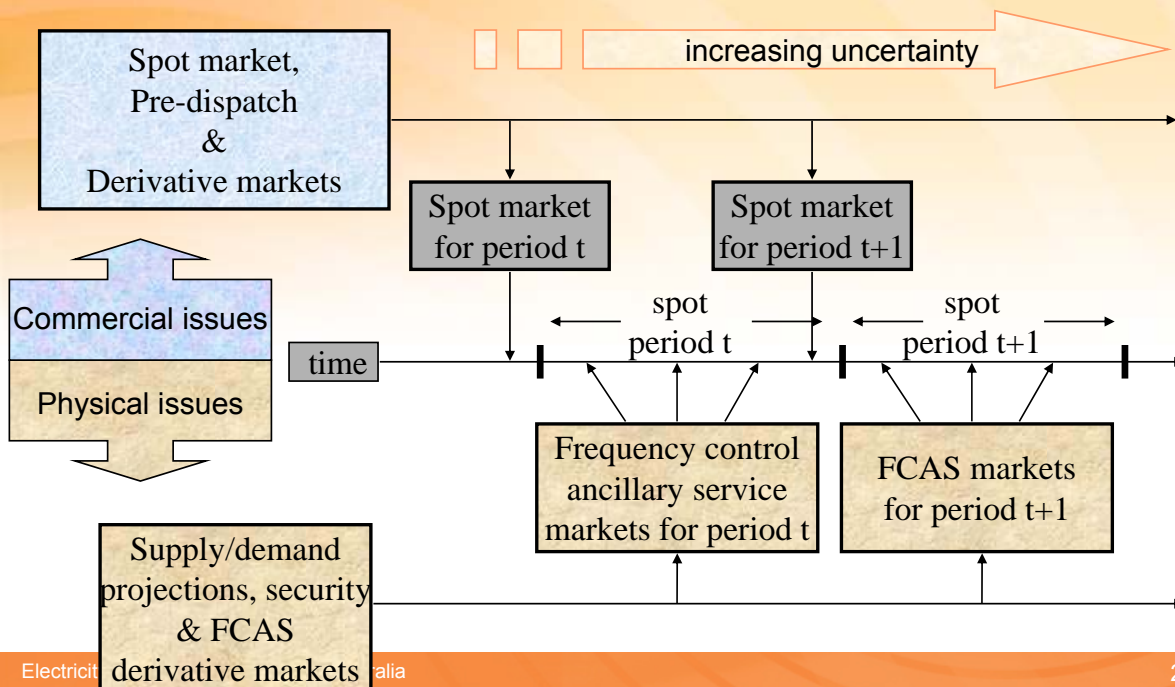 increasing uncertainty
Spot market,
Pre-dispatch
&
Derivative markets
Spot market
for period t
Spot market
for period t+1
Commercial issues
Physical issues
time
spot
period t
spot
period t+1
Frequency control
ancillary service
markets for period t
FCAS markets
for period t+1
Supply/demand
projections, security
& FCAS
derivative markets